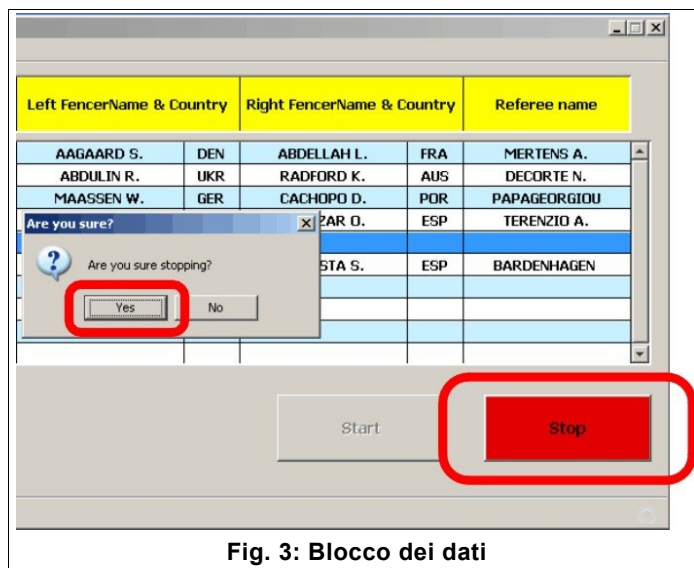 Left FencerName & Country Right FencerName & Country Referee name
AAGAARD S. DEN ABDELLAH L. FRA MERTENS A.
ABDULIN R. UKR RADFORD K. AUS DECORTE N.
MAASSEN W. GER CACHOPO D. POR PAPAGEORGIOU
Are you sure? ZAR O. ESP TERENZIO A.
Are you sure stopping? STA S. ESP BARDENHAGEN
Yes No
Start Stop
Fig. 3: Blocco dei dati